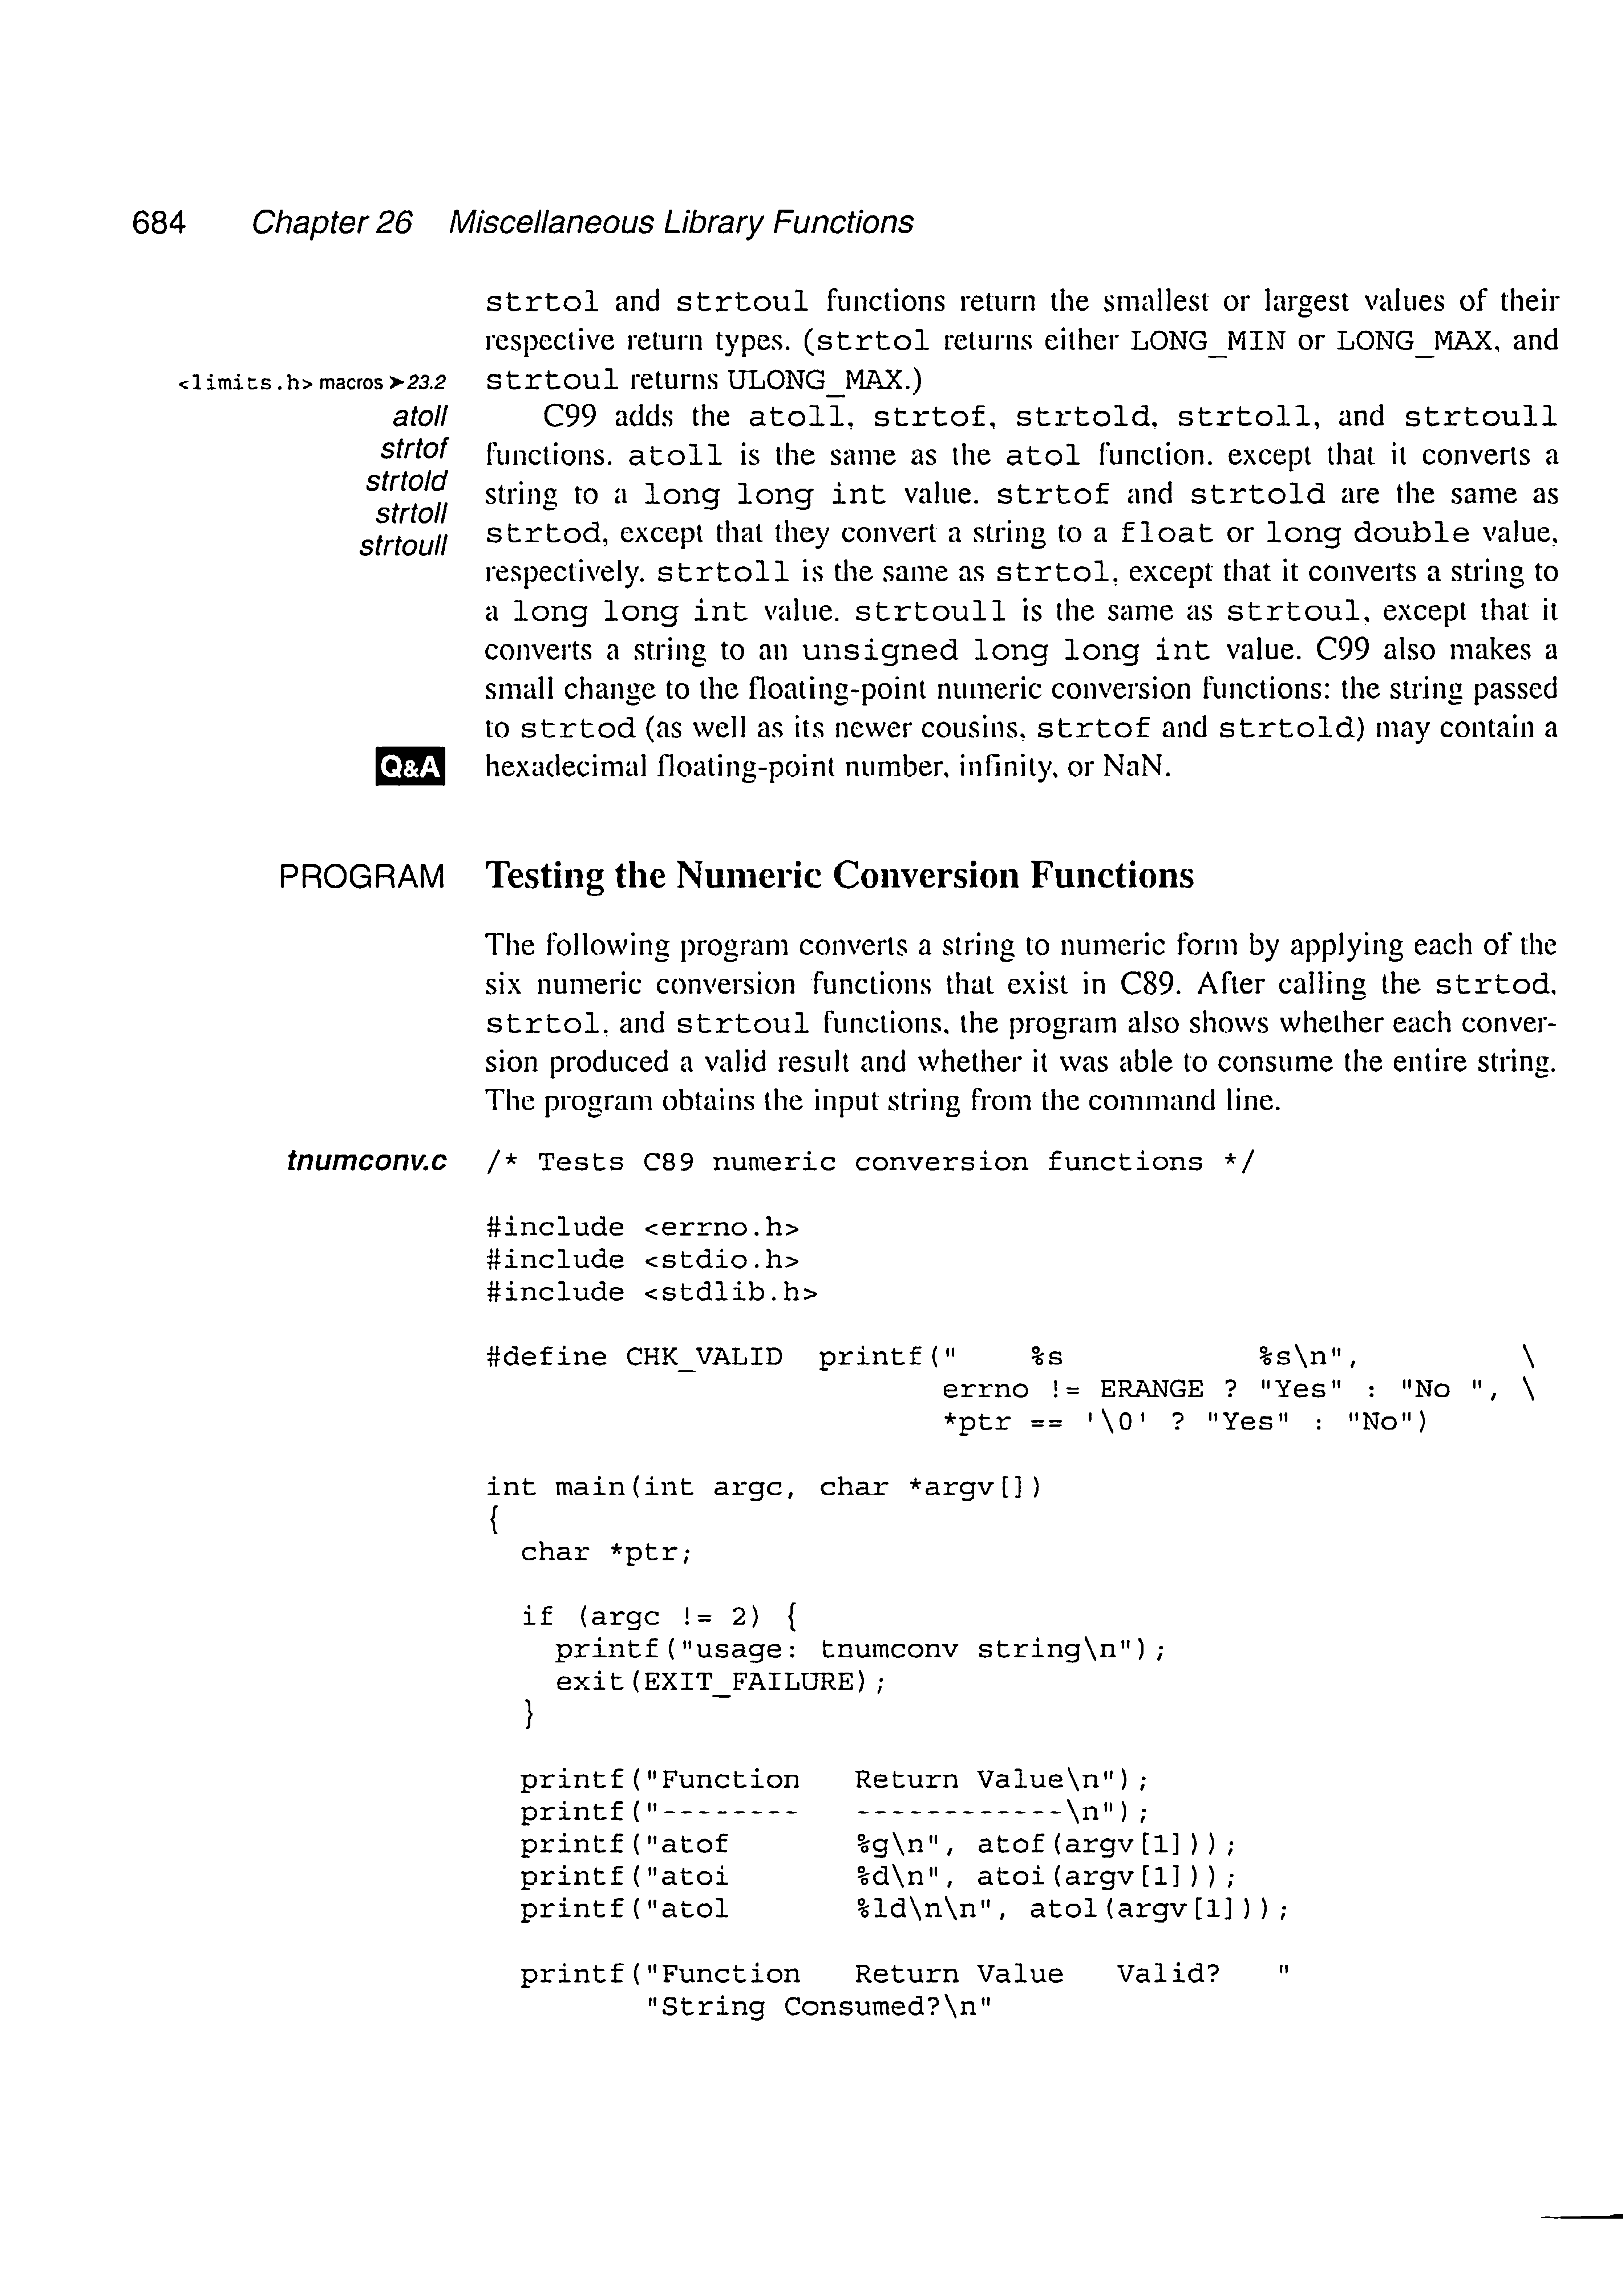 684 Chapter 26 Miscellaneous Library Functions
strtol and strtoul functions return the smallest or largest values of their
respective return types. (strtol returns either LONG_MIN or LONG_MAX, and
<limits.h> macros ➤23.2 strtoul returns ULONG_MAX.)
atoll C99 adds the atoll, strtof, strtold, strtoll, and strtoull
strtof functions. atoll is the same as the atol function. except that it converts a
strtold string to a long long int value. strtof and strtold are the same as
strtoll strtod, except that they convert a string to a float or long double value,
strtoull respectively. strtoll is the same as strtol, except that it converts a string to
a long long int value. strtoull is the same as strtoul, except that it
converts a string to an unsigned long long int value. C99 also makes a
small change to the floating-point numeric conversion functions: the string passed
to strtod (as well as its newer cousins, strtof and strtold) may contain a
Q&A hexadecimal floating-point number, infinity, or NaN.
PROGRAM Testing the Numeric Conversion Functions
The following program converts a string to numeric form by applying each of the
six numeric conversion functions that exist in C89. After calling the strtod,
strtol, and strtoul functions, the program also shows whether each conver-
sion produced a valid result and whether it was able to consume the entire string.
The program obtains the input string from the command line.
tnumconv.c /* Tests C89 numeric conversion functions */
#include <errno.h>
#include <stdio.h>
#include <stdlib.h>
#define CHK_VALID  printf("    %s           %s\n",         \
                          errno != ERANGE ? "Yes" : "No ", \
                          *ptr == '\0' ? "Yes" : "No")
int main(int argc, char *argv[])
{
  char *ptr;
  if (argc != 2) {
    printf("usage: tnumconv string\n");
    exit(EXIT_FAILURE);
  }
  printf("Function   Return Value\n");
  printf("--------   ------------\n");
  printf("atof       %g\n", atof(argv[1]));
  printf("atoi       %d\n", atoi(argv[1]));
  printf("atol       %ld\n\n", atol(argv[1]));
  printf("Function   Return Value   Valid?   "
         "String Consumed?\n"